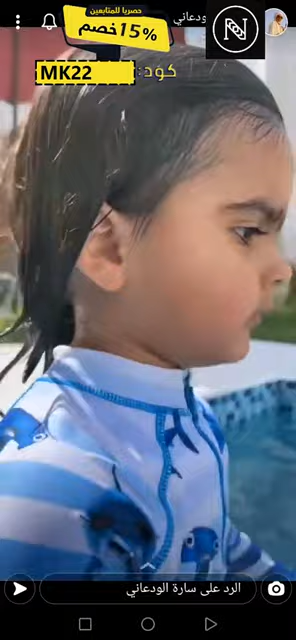 ودعاني
حصريا للمتابعين
15% خصم
كود:
MK22
N
الرد على سارة الودعاني